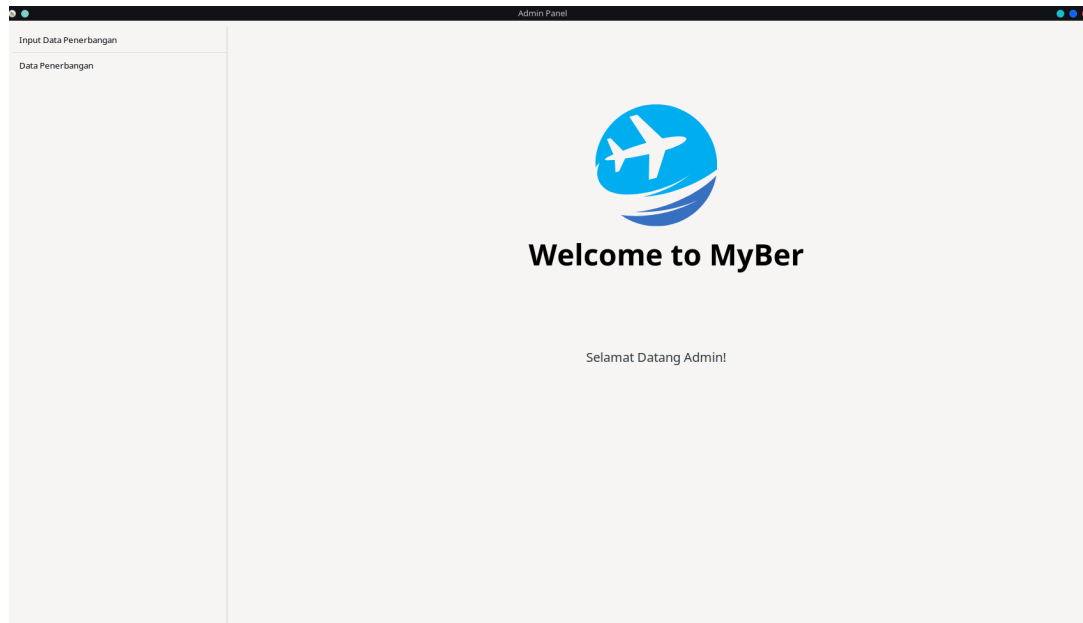 Admin Panel
Input Data Penerbangan
Data Penerbangan
Welcome to MyBer
Selamat Datang Admin!